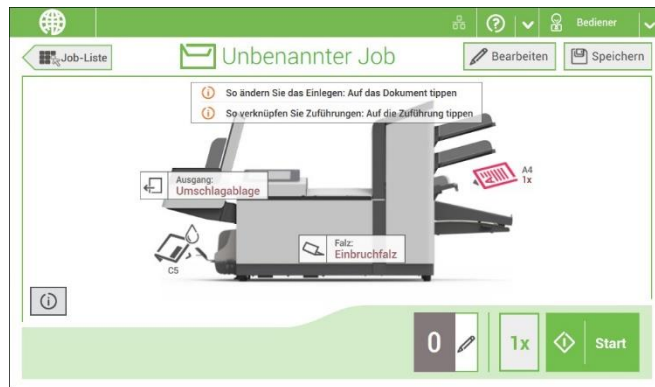 Bediener
Job-Liste
Unbenannter Job
Bearbeiten
Speichern
So ändern Sie das Einlegen: Auf das Dokument tippen
So verknüpfen Sie Zuführungen: Auf die Zuführung tippen
A4
1x
Ausgang:
Umschlagablage
Falz:
Einbruchfalz
C5
0
1x
Start